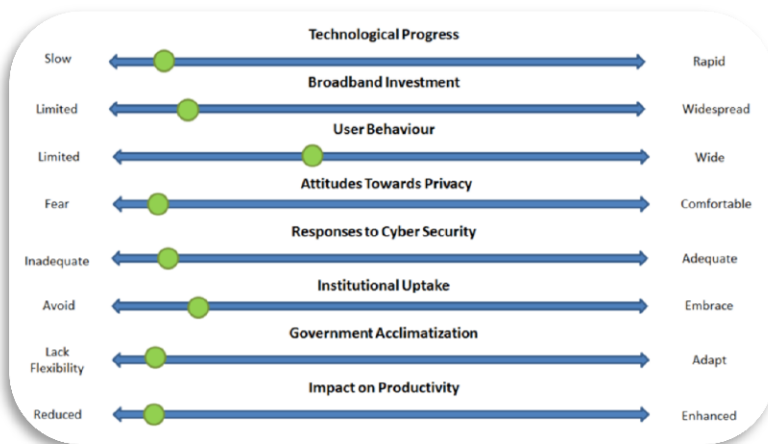 Technological Progress
Slow
Rapid
Broadband Investment
Limited
Widespread
User Behaviour
Limited
Wide
Attitudes Towards Privacy
Fear
Comfortable
Responses to Cyber Security
Inadequate
Adequate
Institutional Uptake
Avoid
Embrace
Government Acclimatization
Lack
Flexibility
Adapt
Impact on Productivity
Reduced
Enhanced